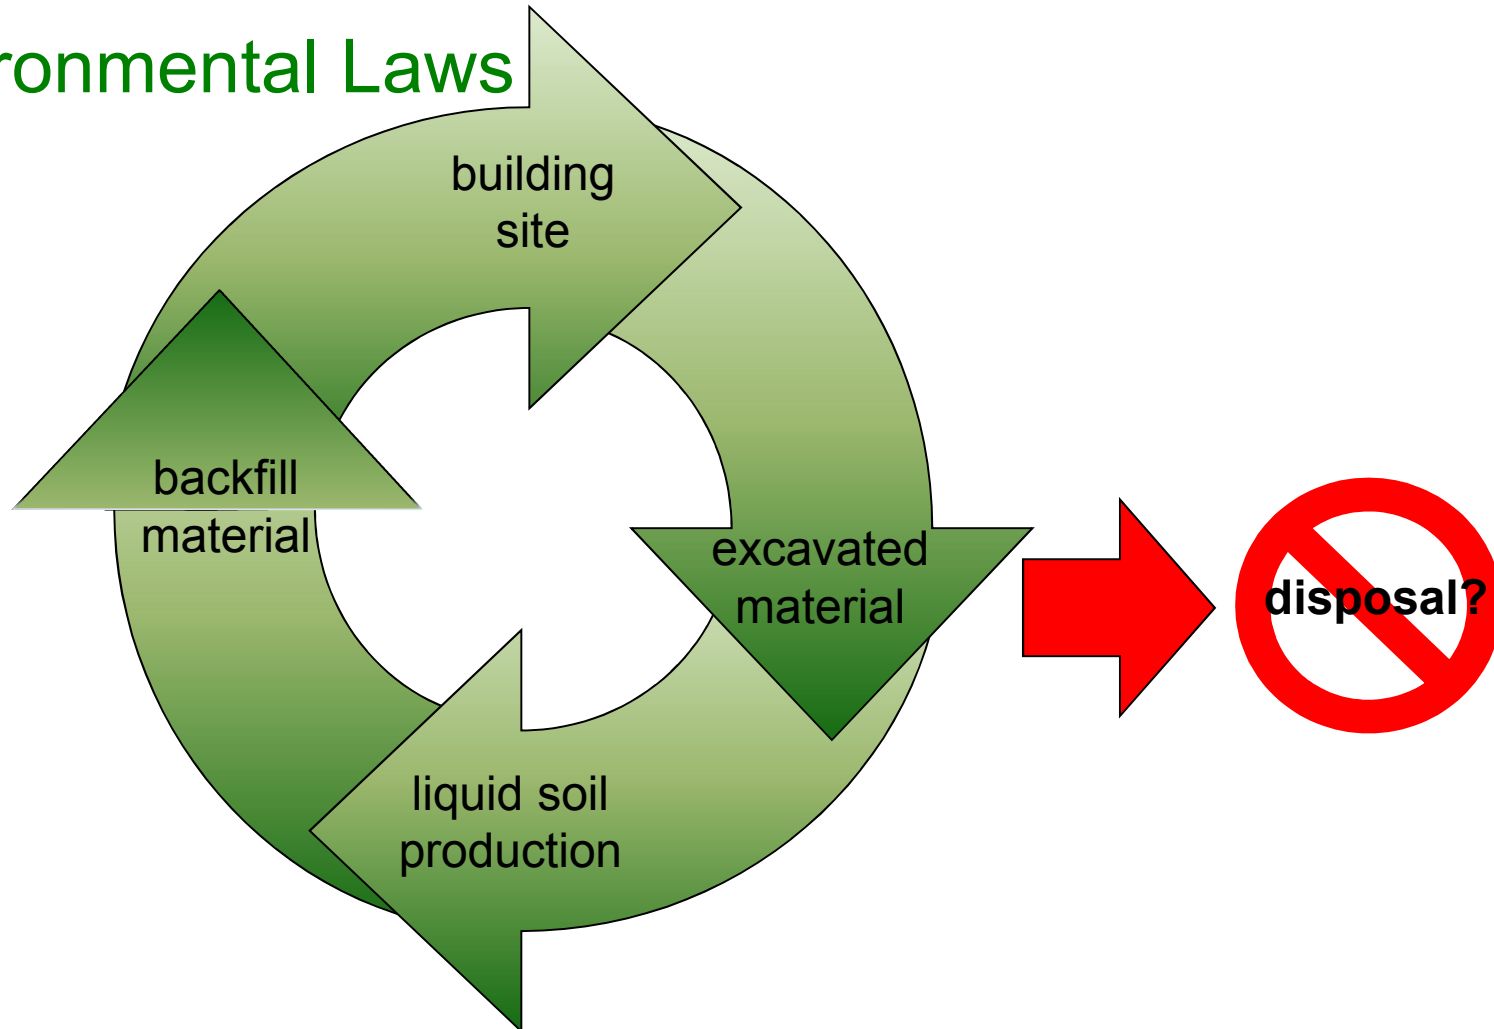 ronmental Laws
building
site
backfill
material
excavated
material
disposal?
liquid soil
production